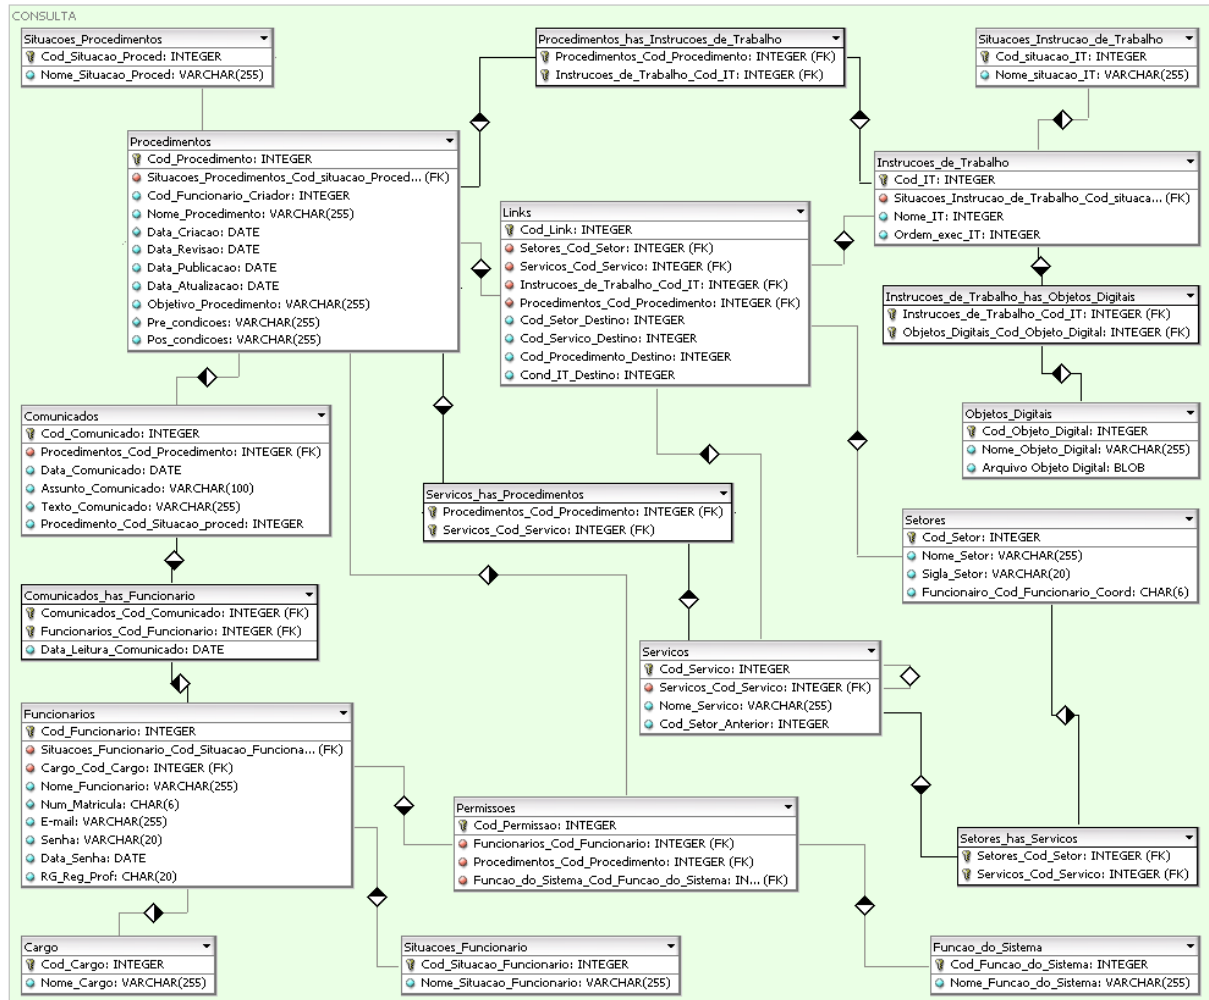 CONSULTA
Situacoes_Procedimentos
Cod_Situacao_Proced: INTEGER
Nome_Situacao_Proced: VARCHAR(255)
Procedimentos_has_Instrucoes_de_Trabalho
Procedimentos_Cod_Procedimento: INTEGER (FK)
Instrucoes_de_Trabalho_Cod_IT: INTEGER (FK)
Situacoes_Instrucao_de_Trabalho
Cod_situacao_IT: INTEGER
Nome_situacao_IT: VARCHAR(255)
Procedimentos
Cod_Procedimento: INTEGER
Situacoes_Procedimentos_Cod_situacao_Proced... (FK)
Cod_Funcionario_Criador: INTEGER
Nome_Procedimento: VARCHAR(255)
Data_Criacao: DATE
Data_Revisao: DATE
Data_Publicacao: DATE
Data_Atualizacao: DATE
Objetivo_Procedimento: VARCHAR(255)
Pre_condicoes: VARCHAR(255)
Pos_condicoes: VARCHAR(255)
Links
Cod_Link: INTEGER
Setores_Cod_Setor: INTEGER (FK)
Servicos_Cod_Servico: INTEGER (FK)
Instrucoes_de_Trabalho_Cod_IT: INTEGER (FK)
Procedimentos_Cod_Procedimento: INTEGER (FK)
Cod_Setor_Destino: INTEGER
Cod_Servico_Destino: INTEGER
Cod_Procedimento_Destino: INTEGER
Cond_IT_Destino: INTEGER
Instrucoes_de_Trabalho
Cod_IT: INTEGER
Situacoes_Instrucao_de_Trabalho_Cod_situaca... (FK)
Nome_IT: INTEGER
Ordem_exec_IT: INTEGER
Instrucoes_de_Trabalho_has_Objetos_Digitais
Instrucoes_de_Trabalho_Cod_IT: INTEGER (FK)
Objetos_Digitais_Cod_Objeto_Digital: INTEGER (FK)
Objetos_Digitais
Cod_Objeto_Digital: INTEGER
Nome_Objeto_Digital: VARCHAR(255)
Arquivo Objeto Digital: BLOB
Comunicados
Cod_Comunicado: INTEGER
Procedimentos_Cod_Procedimento: INTEGER (FK)
Data_Comunicado: DATE
Assunto_Comunicado: VARCHAR(100)
Texto_Comunicado: VARCHAR(255)
Procedimento_Cod_Situacao_proced: INTEGER
Servicos_has_Procedimentos
Procedimentos_Cod_Procedimento: INTEGER (FK)
Servicos_Cod_Servico: INTEGER (FK)
Setores
Cod_Setor: INTEGER
Nome_Setor: VARCHAR(255)
Sigla_Setor: VARCHAR(20)
Funcionairo_Cod_Funcionario_Coord: CHAR(6)
Comunicados_has_Funcionario
Comunicados_Cod_Comunicado: INTEGER (FK)
Funcionarios_Cod_Funcionario: INTEGER (FK)
Data_Leitura_Comunicado: DATE
Servicos
Cod_Servico: INTEGER
Servicos_Cod_Servico: INTEGER (FK)
Nome_Servico: VARCHAR(255)
Cod_Setor_Anterior: INTEGER
Funcionarios
Cod_Funcionario: INTEGER
Situacoes_Funcionario_Cod_Situacao_Funciona... (FK)
Cargo_Cod_Cargo: INTEGER (FK)
Nome_Funcionario: VARCHAR(255)
Num_Matricula: CHAR(6)
E-mail: VARCHAR(255)
Senha: VARCHAR(20)
Data_Senha: DATE
RG_Reg_Prof: CHAR(20)
Permissoes
Cod_Permissao: INTEGER
Funcionarios_Cod_Funcionario: INTEGER (FK)
Procedimentos_Cod_Procedimento: INTEGER (FK)
Funcao_do_Sistema_Cod_Funcao_do_Sistema: IN... (FK)
Setores_has_Servicos
Setores_Cod_Setor: INTEGER (FK)
Servicos_Cod_Servico: INTEGER (FK)
Cargo
Cod_Cargo: INTEGER
Nome_Cargo: VARCHAR(255)
Situacoes_Funcionario
Cod_Situacao_Funcionario: INTEGER
Nome_Situacao_Funcionario: VARCHAR(255)
Funcao_do_Sistema
Cod_Funcao_do_Sistema: INTEGER
Nome_Funcao_do_Sistema: VARCHAR(255)